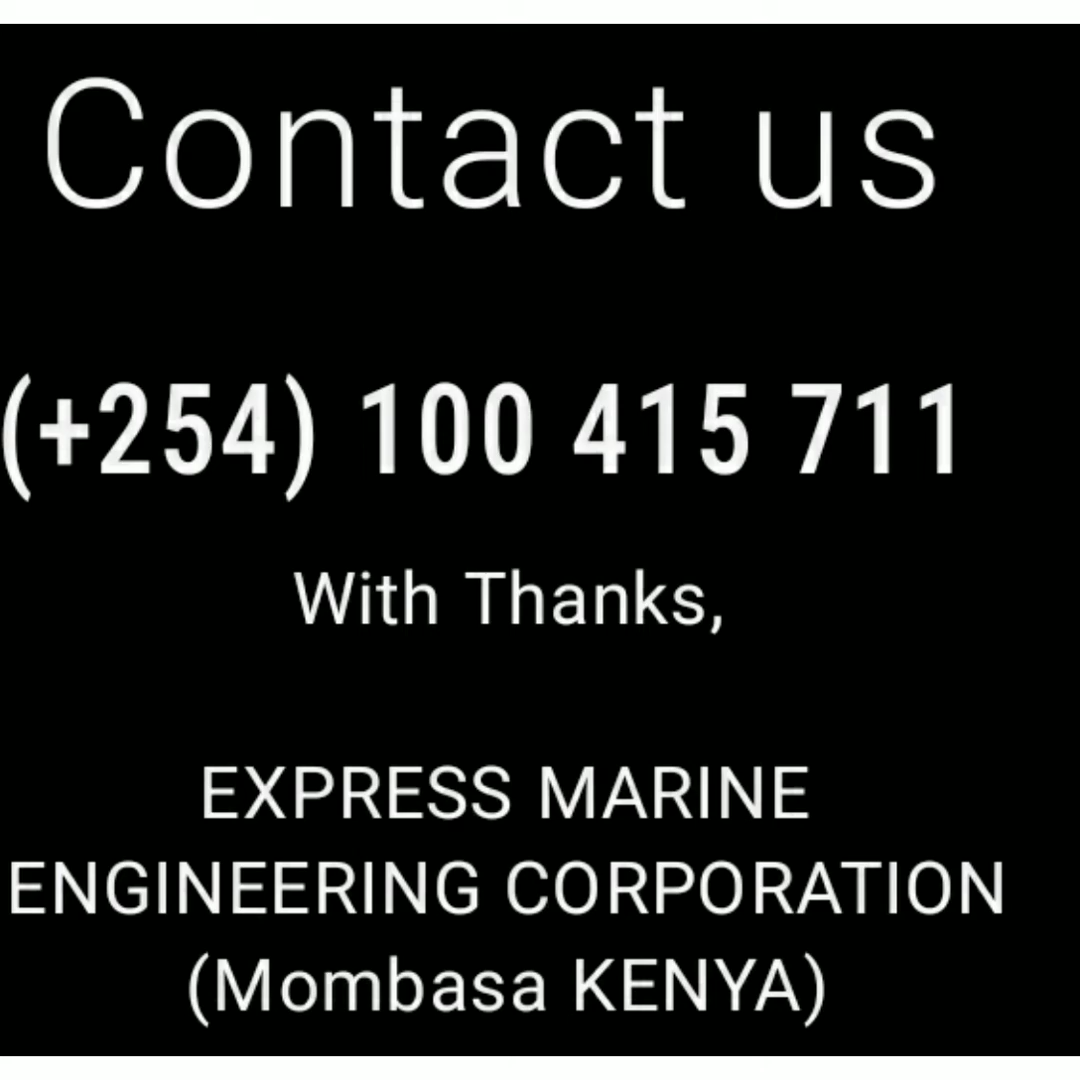 Contact us
(+254) 100 415 711
With Thanks,
EXPRESS MARINE
ENGINEERING CORPORATION
(Mombasa KENYA)